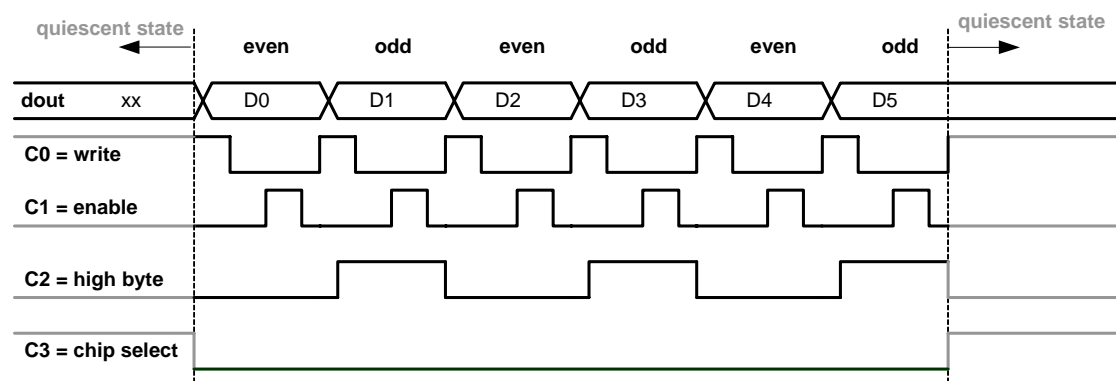 quiescent state
quiescent state
even odd even odd even odd
dout xx D0 D1 D2 D3 D4 D5
C0 = write
C1 = enable
C2 = high byte
C3 = chip select